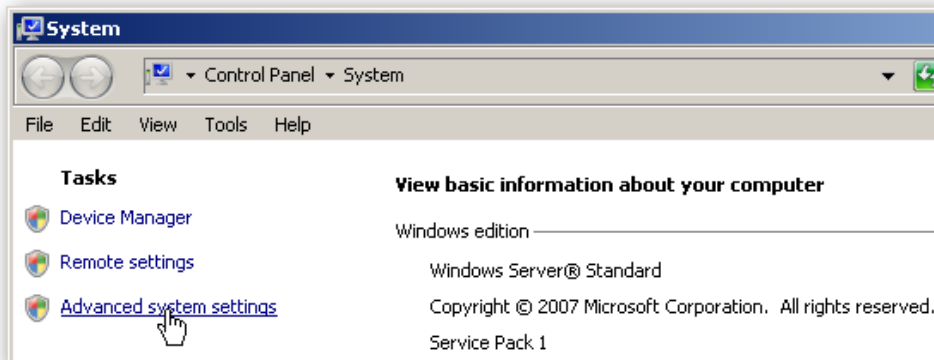 System
Control Panel System
File Edit View Tools Help
Tasks
Device Manager
Remote settings
Advanced system settings
View basic information about your computer
Windows edition
Windows Server® Standard
Copyright © 2007 Microsoft Corporation. All rights reserved.
Service Pack 1